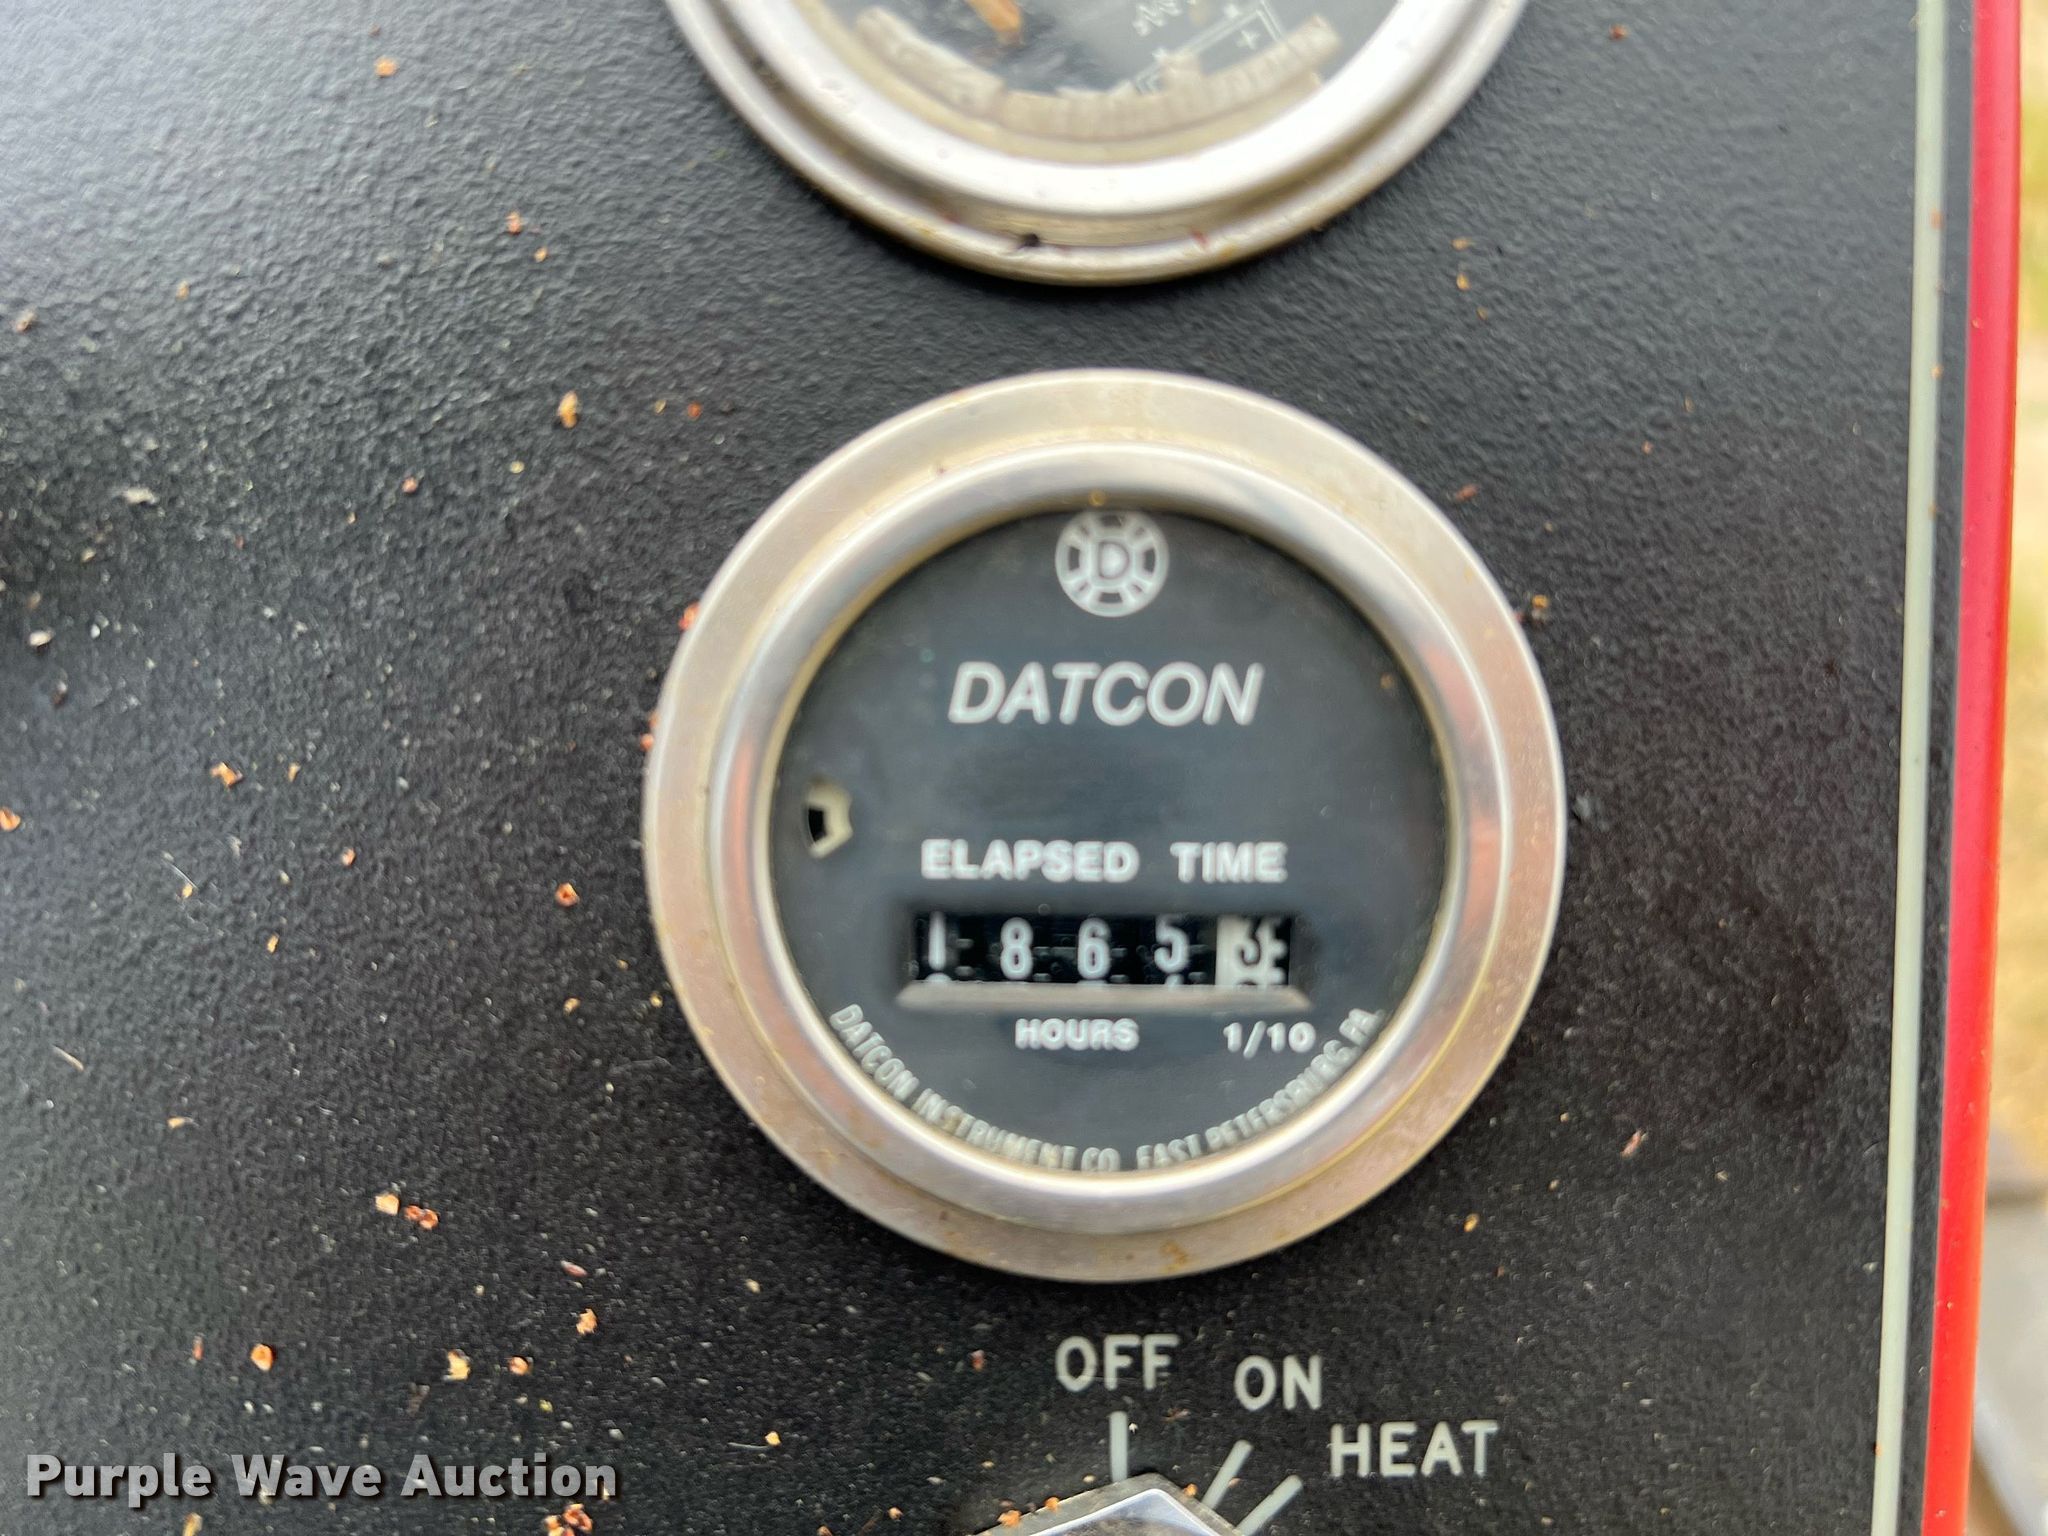 D
DATCON
ELAPSED TIME
1 8 6 5 3
HOURS 1/10
DATCON INSTRUMENT CO. EAST PETERSBURG, PA.
OFF
ON
HEAT
Purple Wave Auction